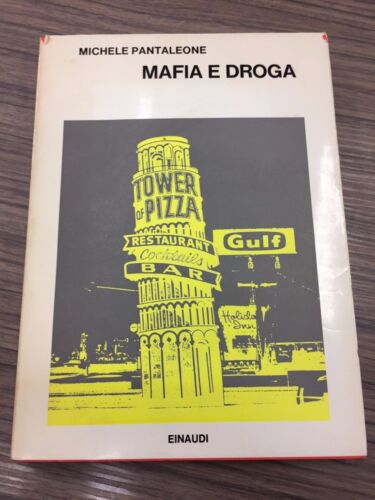 MICHELE PANTALEONE
MAFIA E DROGA
TOWER
OF PIZZA
RESTAURANT
Cocktails
BAR
Gulf
Holiday
Inn
EINAUDI